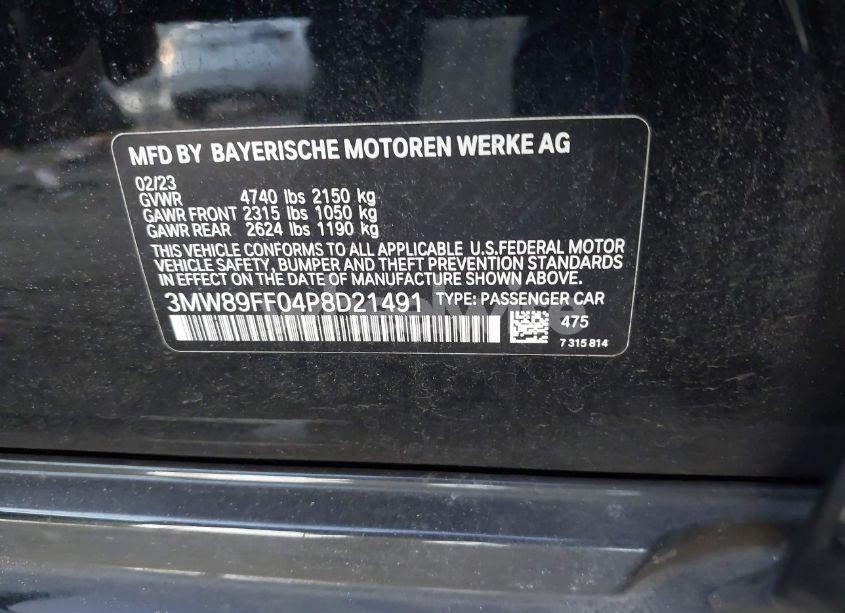 MFD BY BAYERISCHE MOTOREN WERKE AG
02/23
GVWR 4740 lbs 2150 kg
GAWR FRONT 2315 lbs 1050 kg
GAWR REAR 2624 lbs 1190 kg
THIS VEHICLE CONFORMS TO ALL APPLICABLE U.S.FEDERAL MOTOR
VEHICLE SAFETY, BUMPER AND THEFT PREVENTION STANDARDS
IN EFFECT ON THE DATE OF MANUFACTURE SHOWN ABOVE.
3MW89FF04P8D21491 TYPE: PASSENGER CAR
475
7 315 814